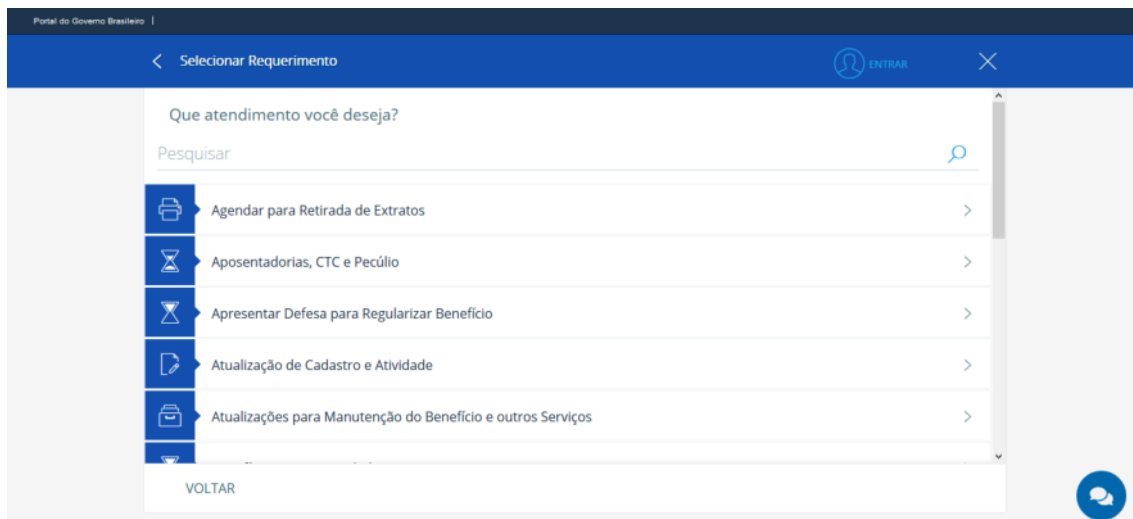 Portal do Governo Brasileiro |
Selecionar Requerimento
ENTRAR
Que atendimento você deseja?
Pesquisar
Agendar para Retirada de Extratos
Aposentadorias, CTC e Pecúlio
Apresentar Defesa para Regularizar Benefício
Atualização de Cadastro e Atividade
Atualizações para Manutenção do Benefício e outros Serviços
VOLTAR